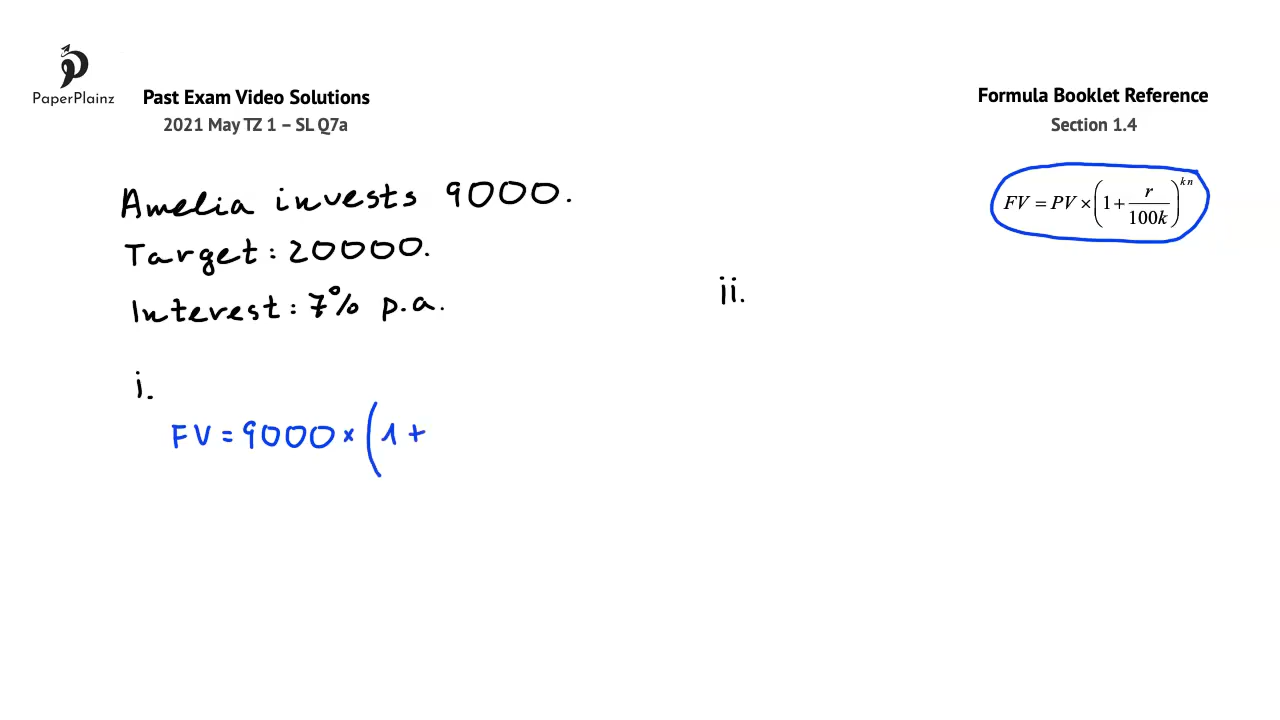 PaperPlainz
Past Exam Video Solutions
2021 May TZ 1 – SL Q7a
Formula Booklet Reference
Section 1.4
FV = PV × (1 + r/100k)^kn
Amelia invests 9000.
Target: 20000.
Interest: 7% p.a.
i.
FV = 9000 × (1 +
ii.